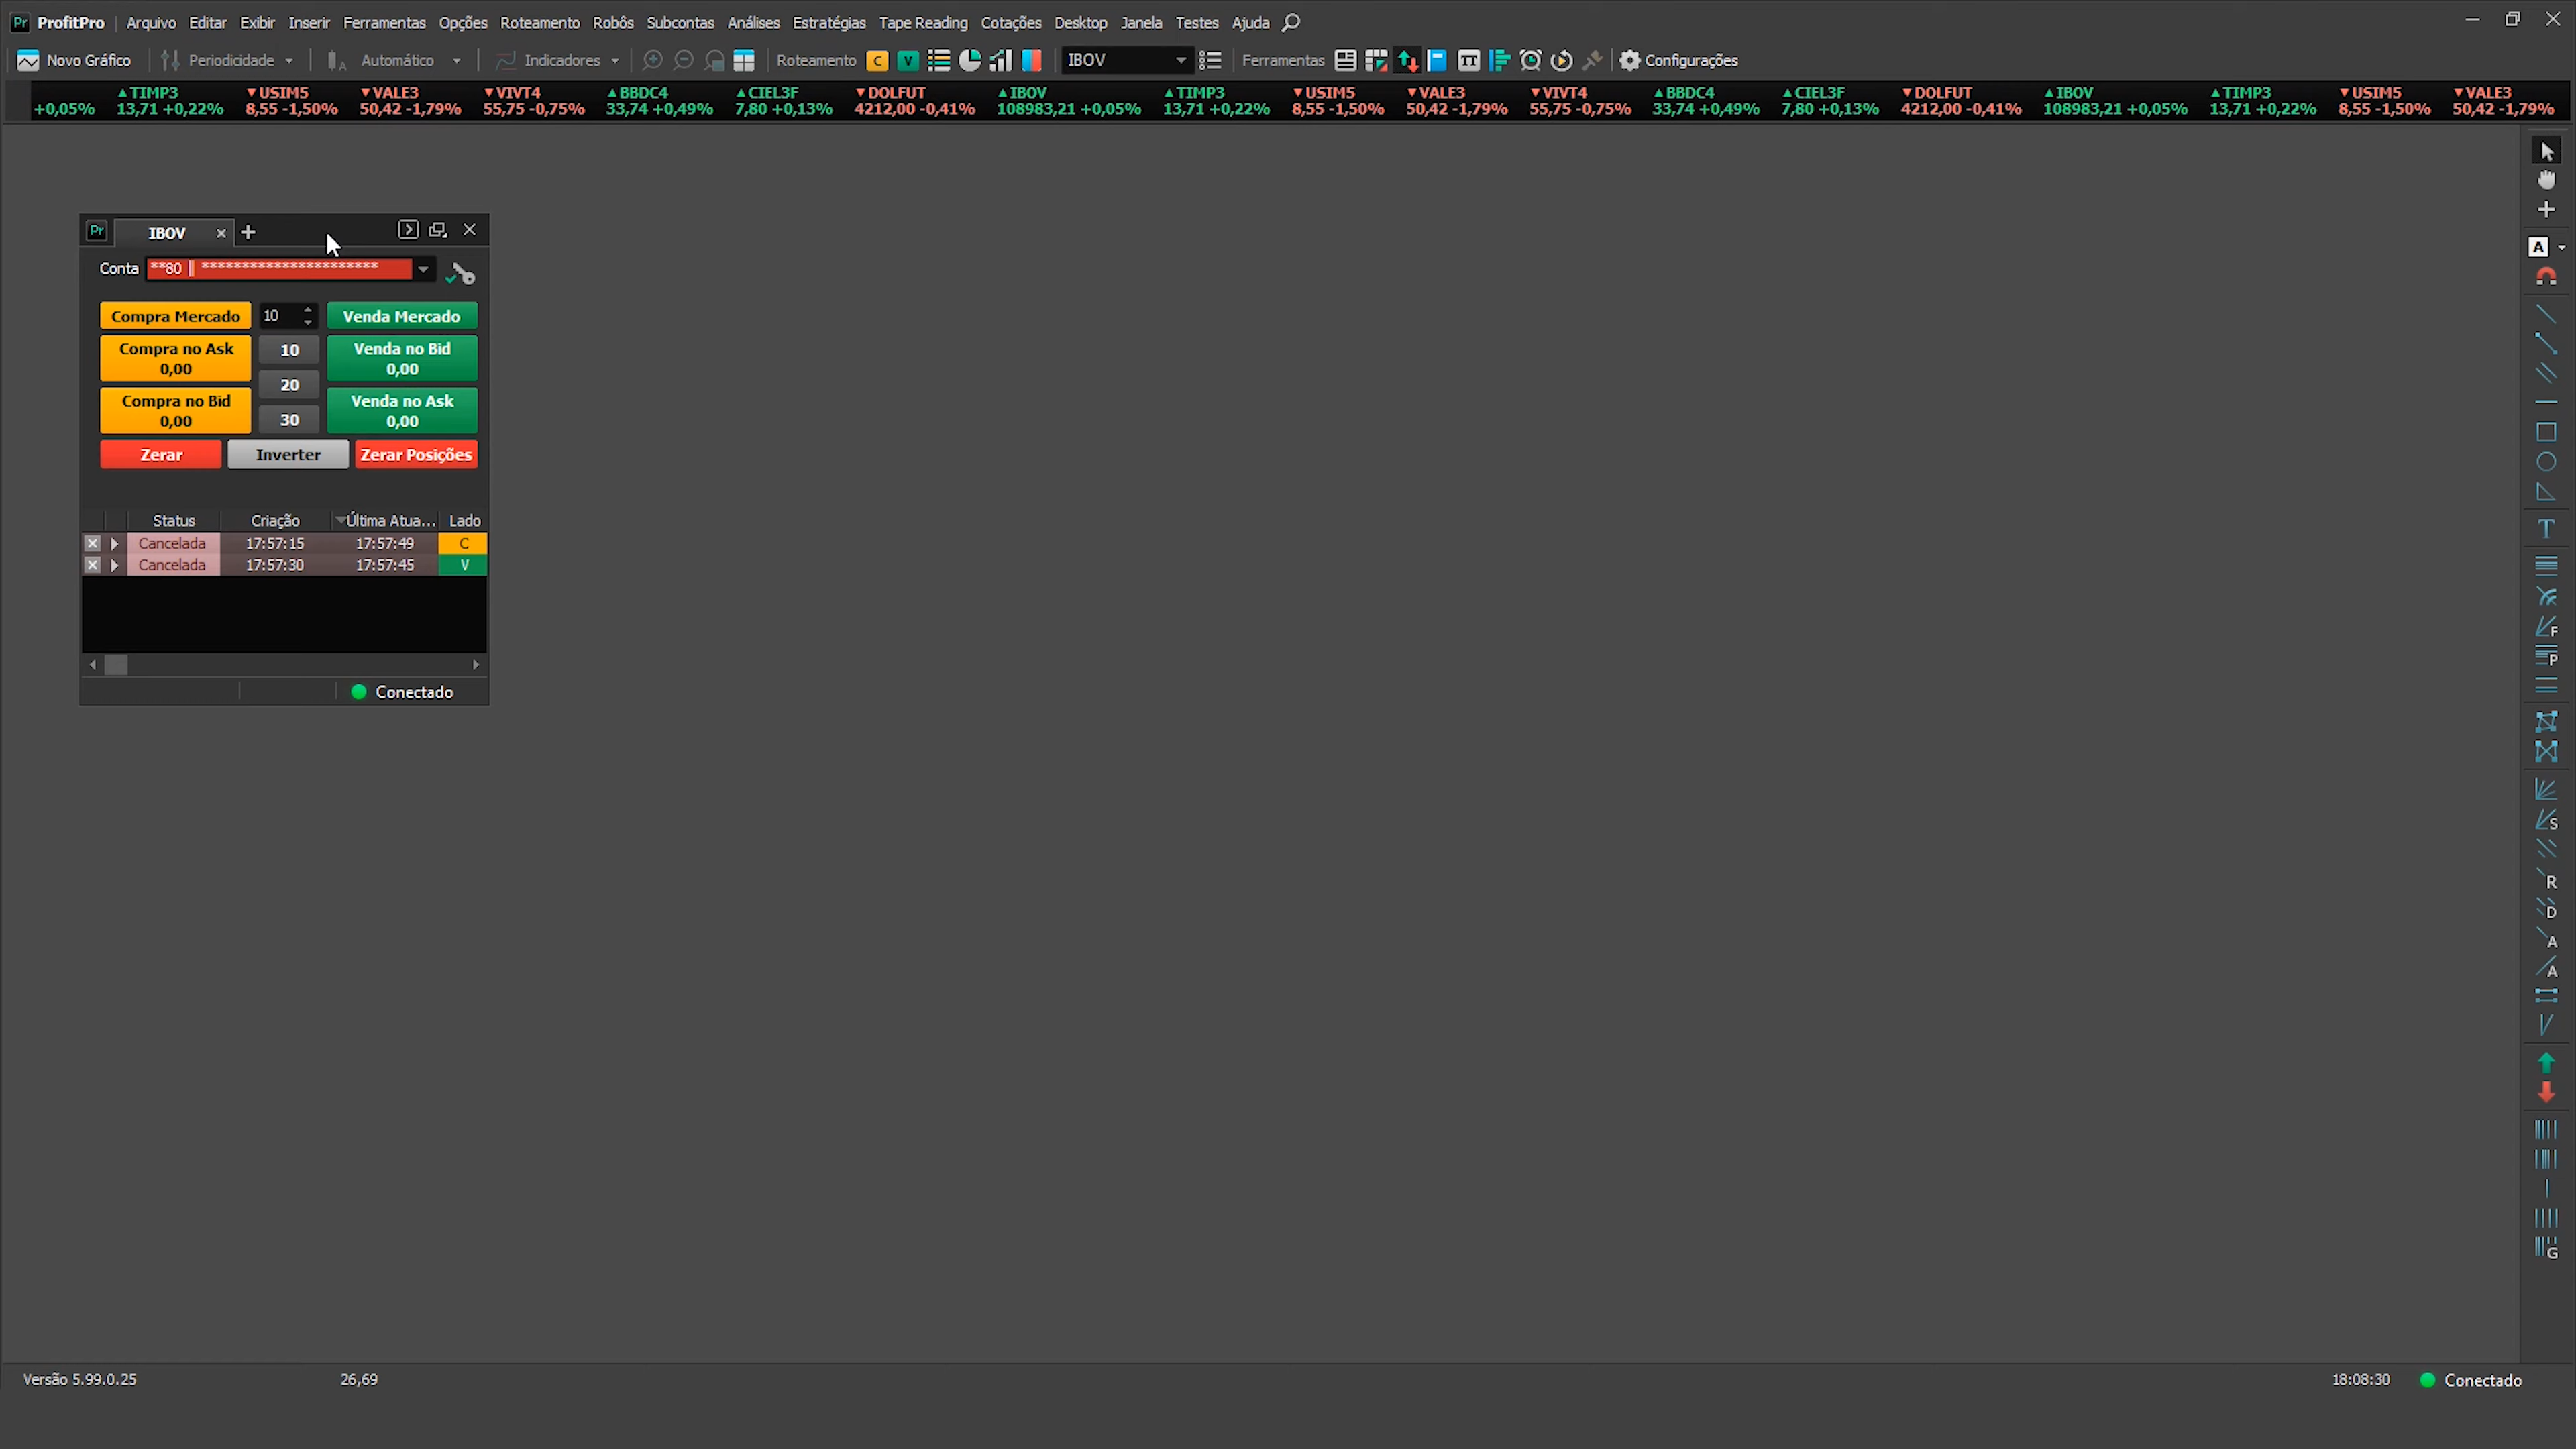 Pr ProfitPro Arquivo Editar Exibir Inserir Ferramentas Opções Roteamento Robôs Subcontas Análises Estratégias Tape Reading Cotações Desktop Janela Testes Ajuda
Novo Gráfico Periodicidade A Automático Indicadores Roteamento C V IBOV Ferramentas TT Configurações
TIMP3 USIM5 VALE3 VIVT4 BBDC4 CIEL3F DOLFUT IBOV TIMP3 USIM5 VALE3 VIVT4 BBDC4 CIEL3F DOLFUT IBOV TIMP3 USIM5 VALE3
+0,05% 13,71 +0,22% 8,55 -1,50% 50,42 -1,79% 55,75 -0,75% 33,74 +0,49% 7,80 +0,13% 4212,00 -0,41% 108983,21 +0,05% 13,71 +0,22% 8,55 -1,50% 50,42 -1,79% 55,75 -0,75% 33,74 +0,49% 7,80 +0,13% 4212,00 -0,41% 108983,21 +0,05% 13,71 +0,22% 8,55 -1,50% 50,42 -1,79%
Pr IBOV
Conta **80 || **********************
Compra Mercado 10 Venda Mercado
Compra no Ask 10 Venda no Bid
0,00 0,00
20
Compra no Bid Venda no Ask
0,00 30 0,00
Zerar Inverter Zerar Posições
Status Criação Última Atua... Lado
Cancelada 17:57:15 17:57:49 C
Cancelada 17:57:30 17:57:45 V
Conectado
A
T
F
P
S
R
D
A
A
G
Versão 5.99.0.25 26,69 18:08:30 Conectado